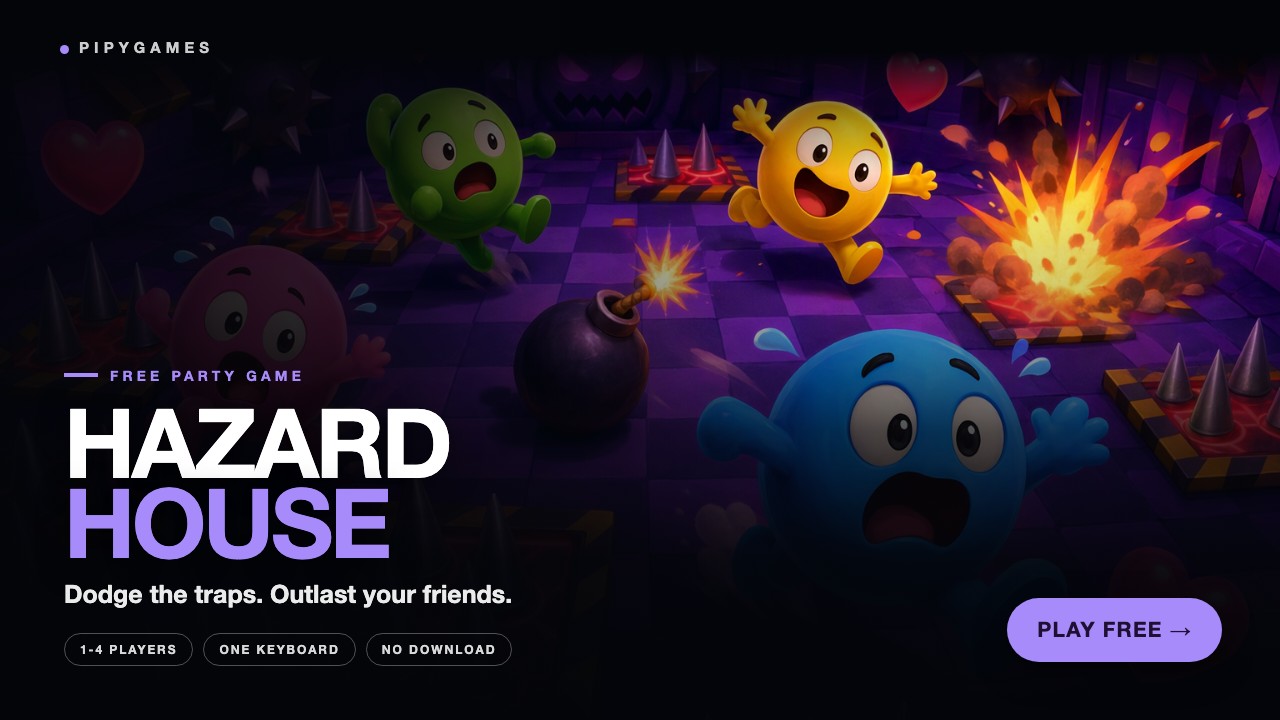 PIPYGAMES
FREE PARTY GAME
HAZARD
HOUSE
Dodge the traps. Outlast your friends.
1-4 PLAYERS
ONE KEYBOARD
NO DOWNLOAD
PLAY FREE →